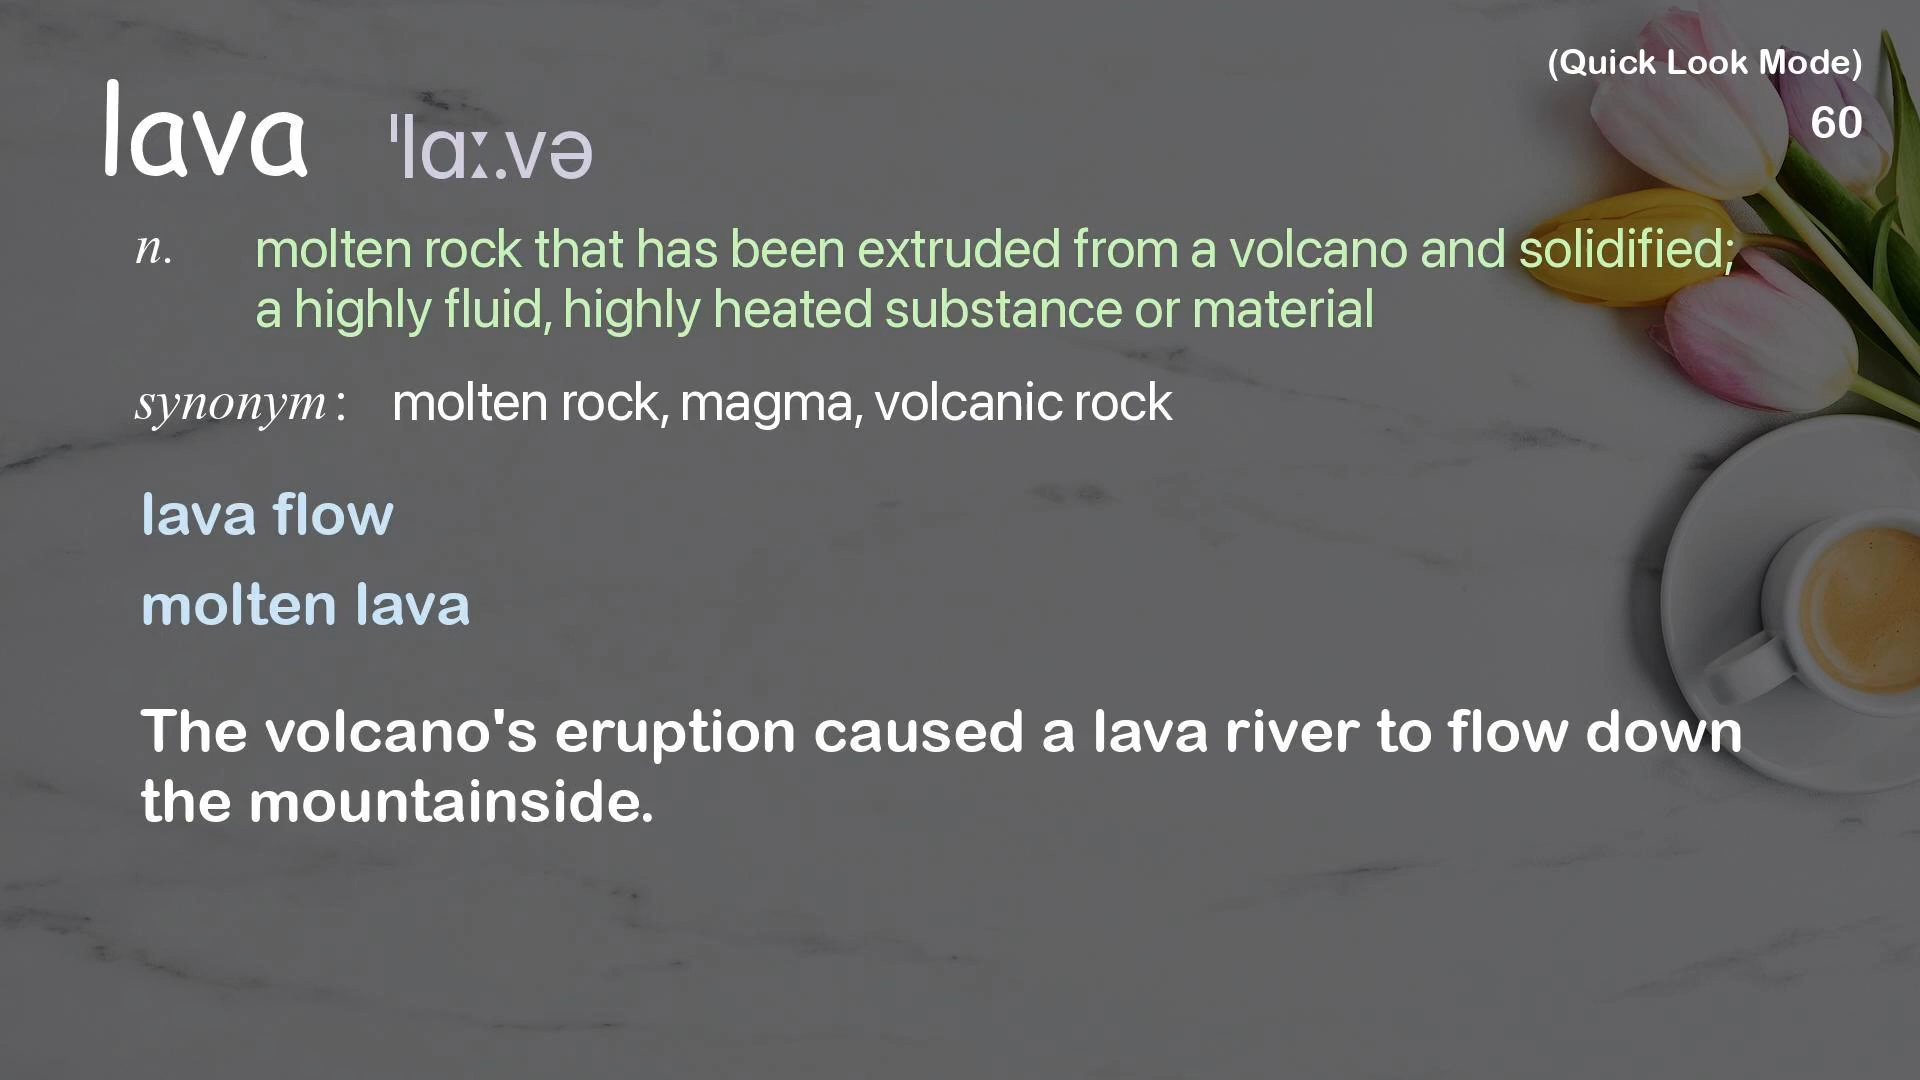 (Quick Look Mode)
60
lava ˈlɑː.və
n. molten rock that has been extruded from a volcano and solidified;
a highly fluid, highly heated substance or material
synonym : molten rock, magma, volcanic rock
lava flow
molten lava
The volcano's eruption caused a lava river to flow down
the mountainside.